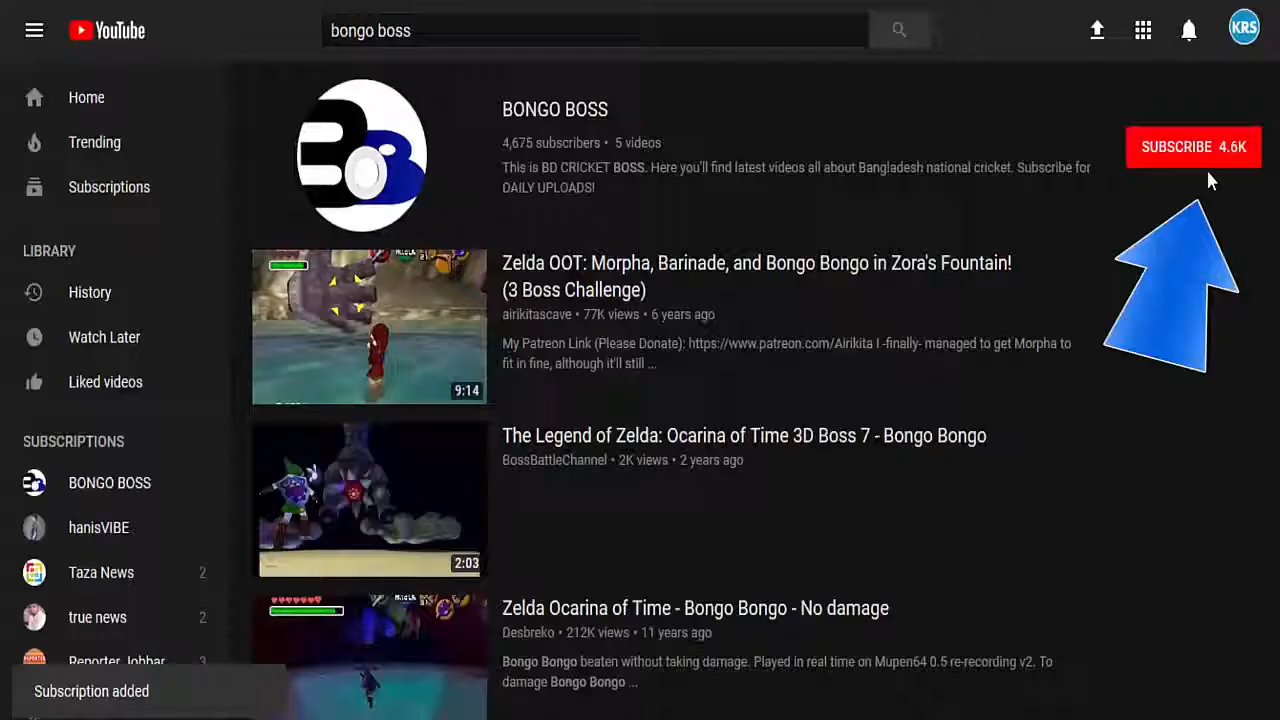 YouTube
bongo boss
KRS
Home
Trending
Subscriptions
LIBRARY
History
Watch Later
Liked videos
SUBSCRIPTIONS
BONGO BOSS
hanisVIBE
Taza News 2
true news 2
Reporter Jobbar 3
Subscription added
BONGO BOSS
4,675 subscribers • 5 videos
This is BD CRICKET BOSS. Here you'll find latest videos all about Bangladesh national cricket. Subscribe for
DAILY UPLOADS!
SUBSCRIBE 4.6K
Zelda OOT: Morpha, Barinade, and Bongo Bongo in Zora's Fountain!
(3 Boss Challenge)
airikitascave • 77K views • 6 years ago
My Patreon Link (Please Donate): https://www.patreon.com/Airikita I -finally- managed to get Morpha to
fit in fine, although it'll still ...
9:14
The Legend of Zelda: Ocarina of Time 3D Boss 7 - Bongo Bongo
BossBattleChannel • 2K views • 2 years ago
2:03
Zelda Ocarina of Time - Bongo Bongo - No damage
Desbreko • 212K views • 11 years ago
Bongo Bongo beaten without taking damage. Played in real time on Mupen64 0.5 re-recording v2. To
damage Bongo Bongo ...